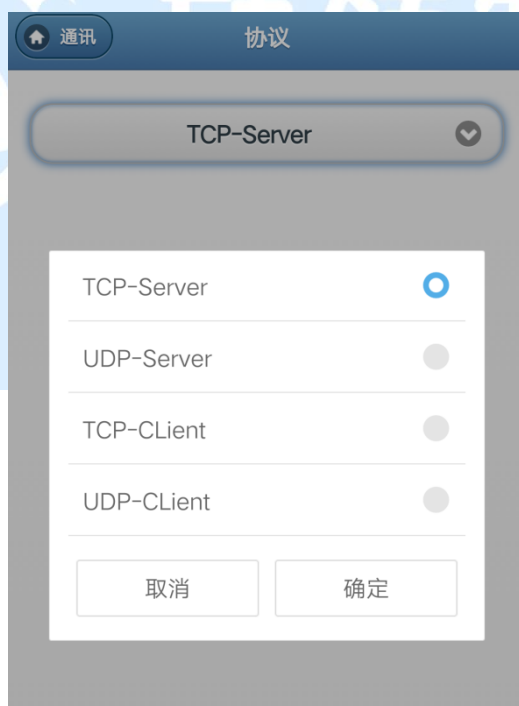 通讯 协议
TCP-Server
TCP-Server
UDP-Server
TCP-CLient
UDP-CLient
取消 确定